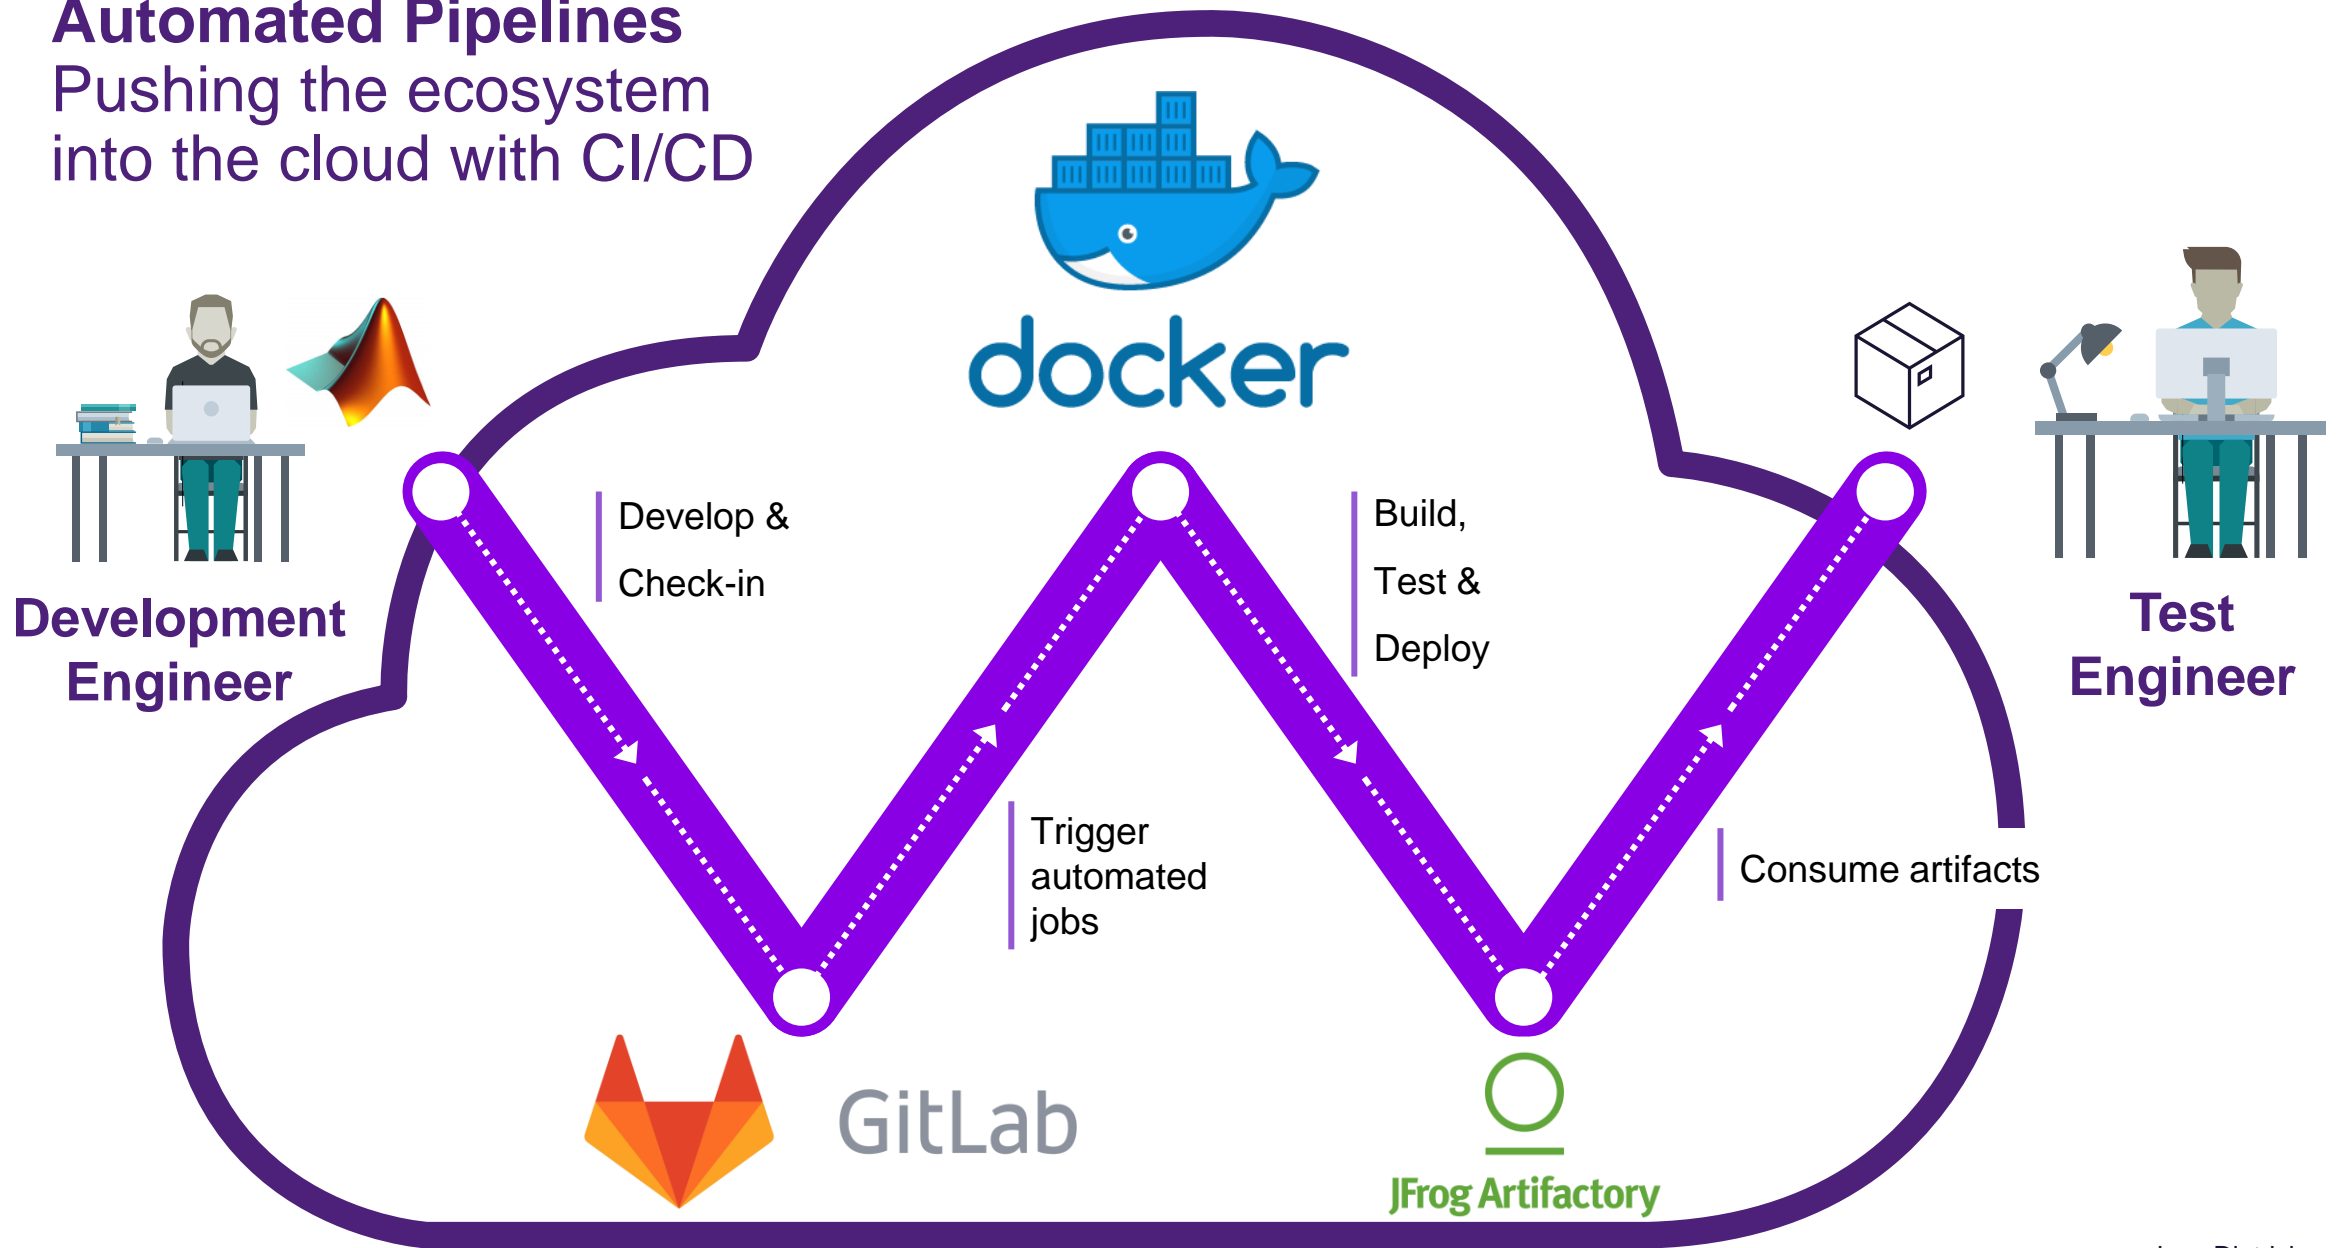 Automated Pipelines
Pushing the ecosystem
into the cloud with CI/CD
docker
Develop &
Check-in
Build,
Test &
Deploy
Development
Engineer
Test
Engineer
Trigger
automated
jobs
Consume artifacts
GitLab
JFrog Artifactory